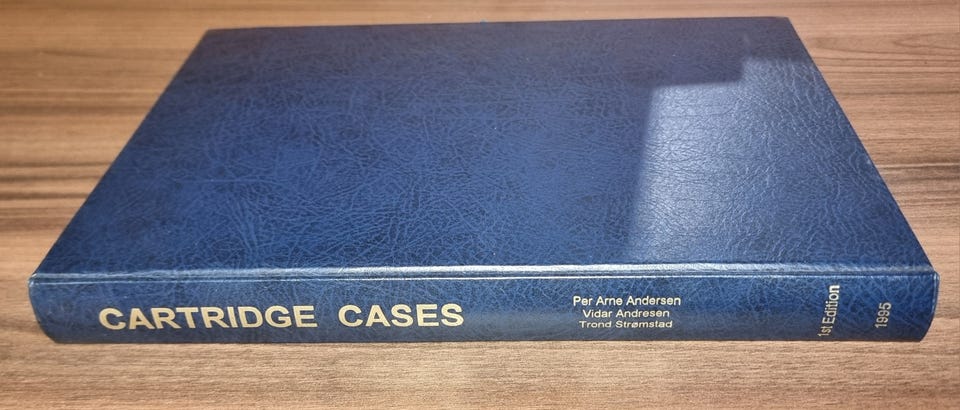 CARTRIDGE CASES
Per Arne Andersen
Vidar Andresen
Trond Strømstad
1st Edition
1995